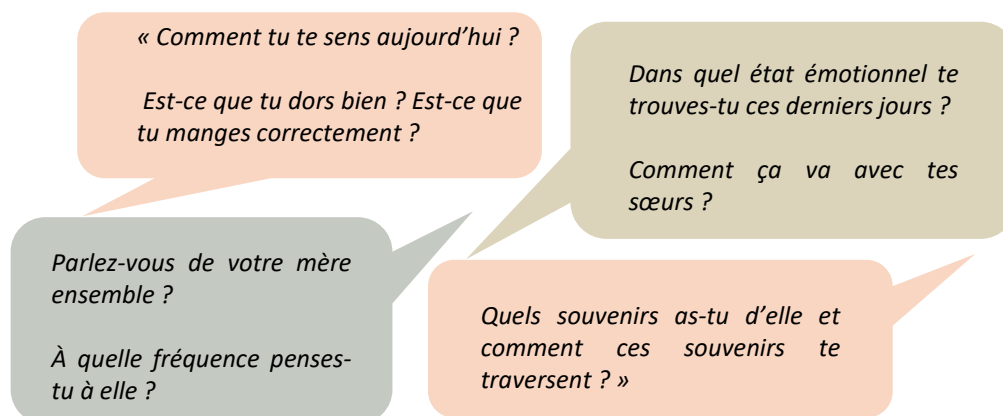 « Comment tu te sens aujourd’hui ?
Est-ce que tu dors bien ? Est-ce que
tu manges correctement ?
Dans quel état émotionnel te
trouves-tu ces derniers jours ?
Comment ça va avec tes
sœurs ?
Parlez-vous de votre mère
ensemble ?
À quelle fréquence penses-
tu à elle ?
Quels souvenirs as-tu d’elle et
comment ces souvenirs te
traversent ? »